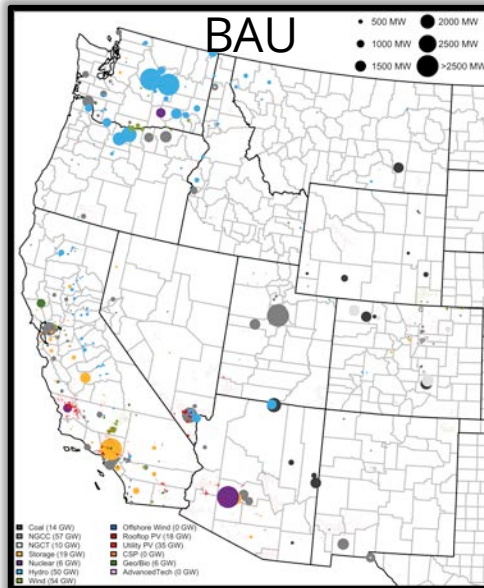 BAU
500 MW
2000 MW
1000 MW
2500 MW
1500 MW
>2500 MW
Coal (14 GW)
NGCC (57 GW)
NGCT (10 GW)
Storage (19 GW)
Nuclear (6 GW)
Hydro (50 GW)
Wind (54 GW)
Offshore Wind (0 GW)
Rooftop PV (18 GW)
Utility PV (35 GW)
CSP (0 GW)
Geo/Bio (6 GW)
AdvancedTech (0 GW)